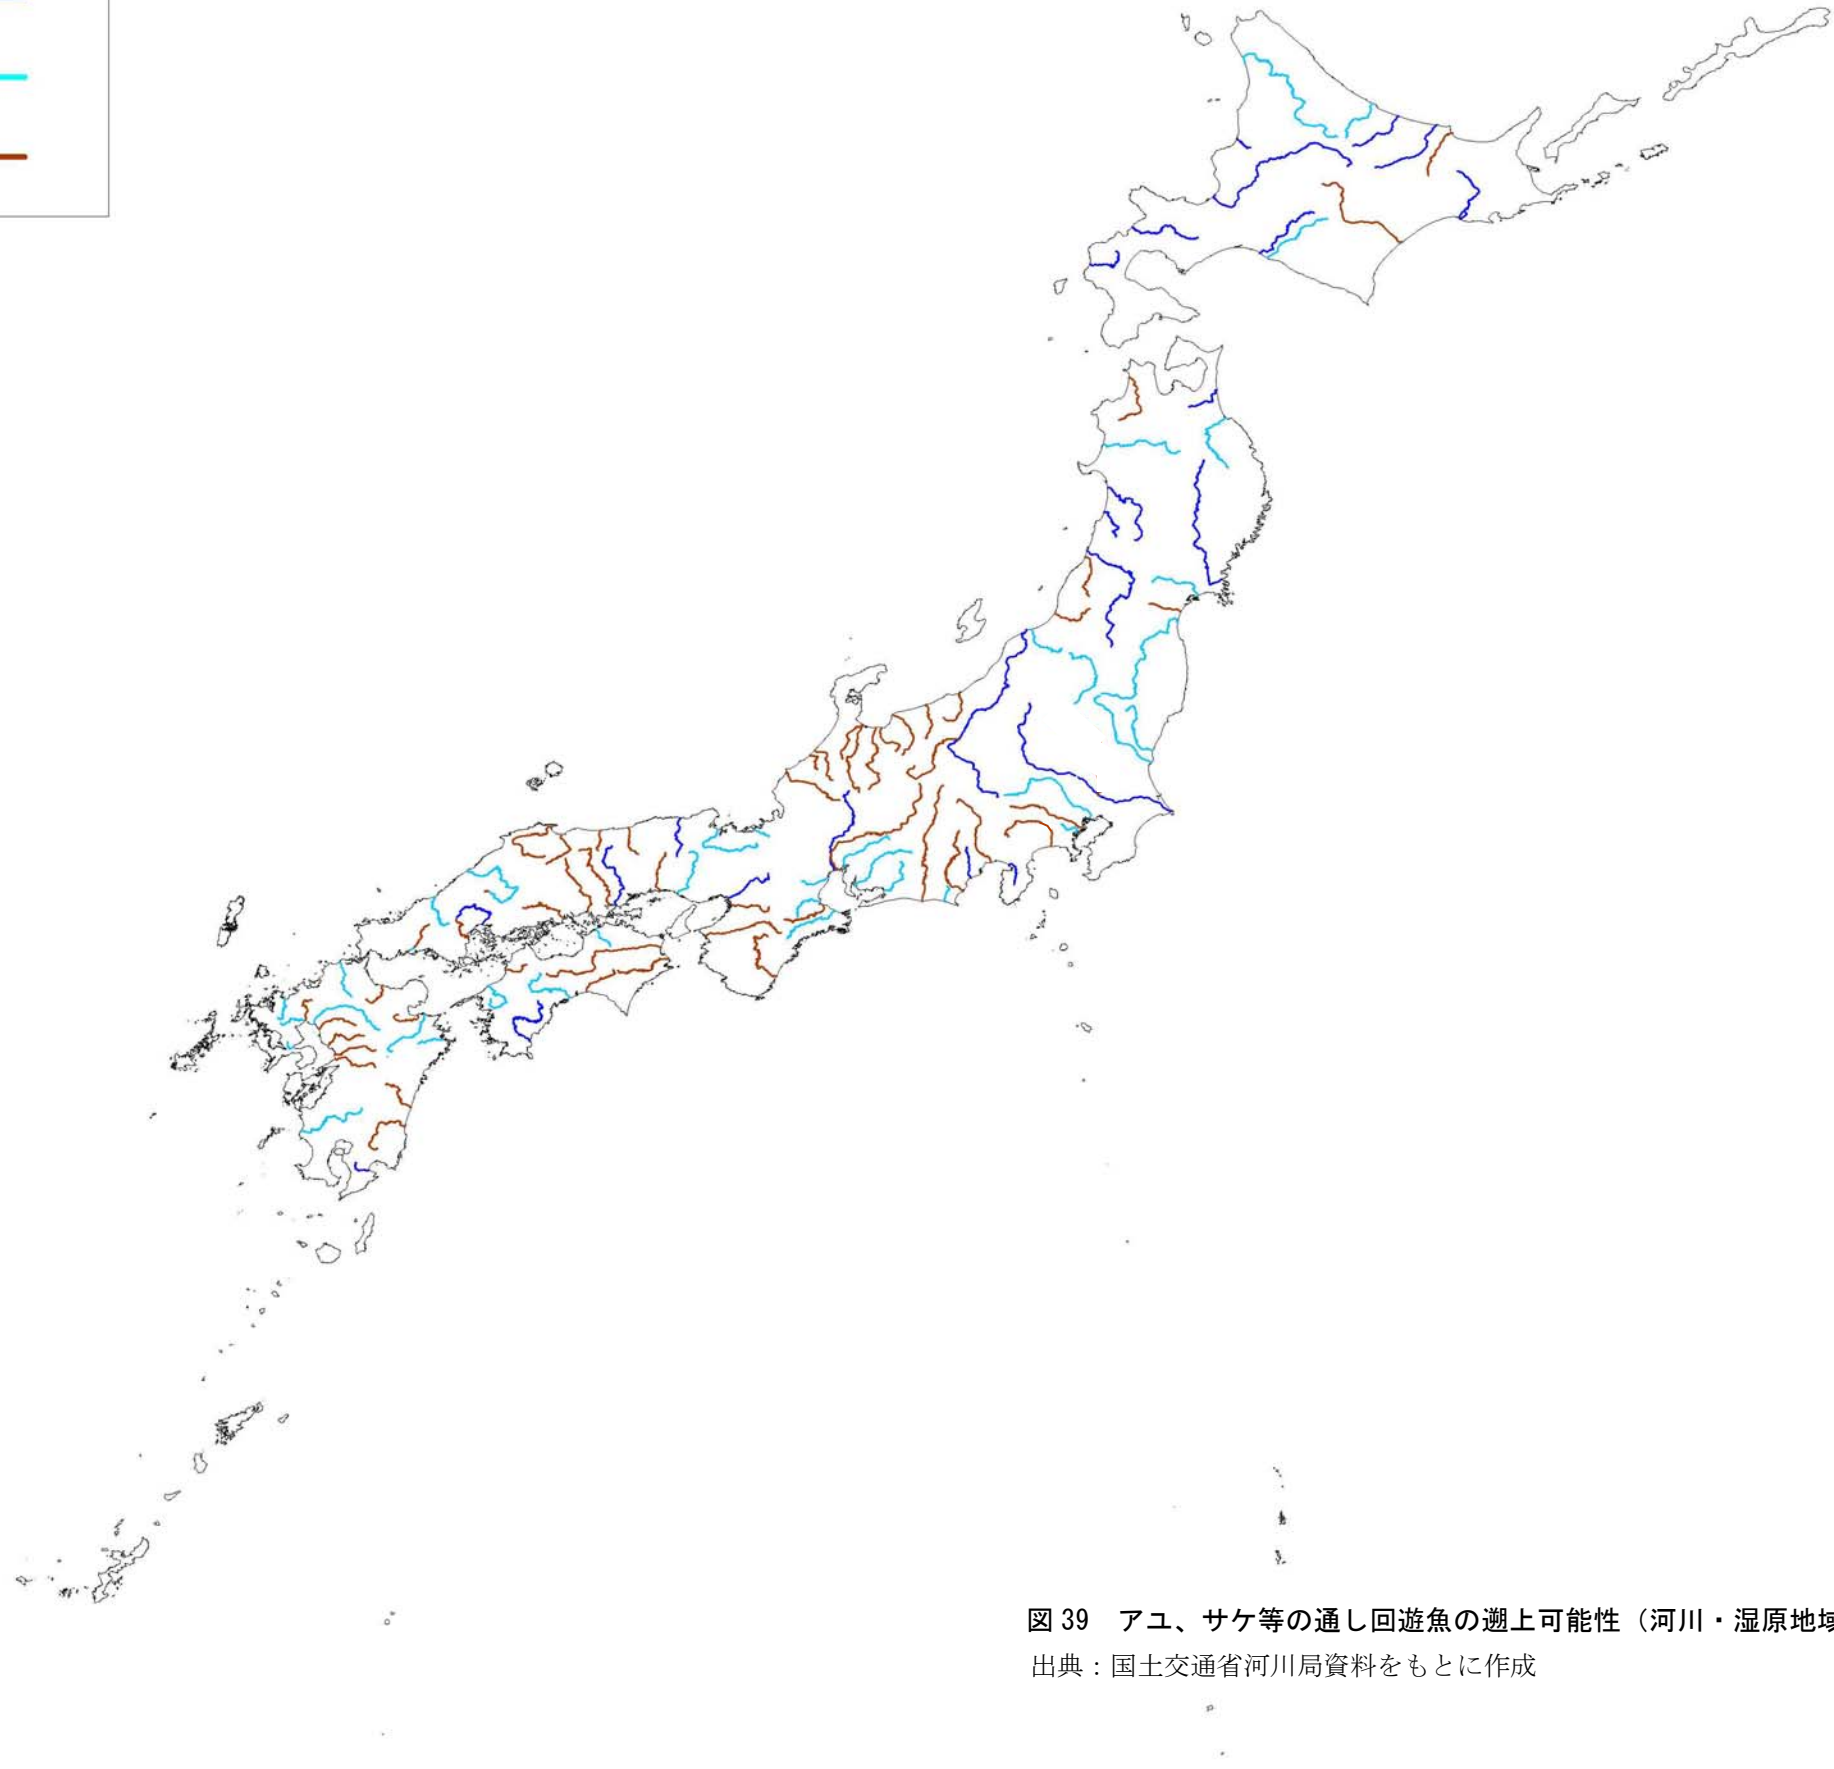 図 39 アユ、サケ等の通し回遊魚の遡上可能性（河川・湿原地域
出典：国土交通省河川局資料をもとに作成